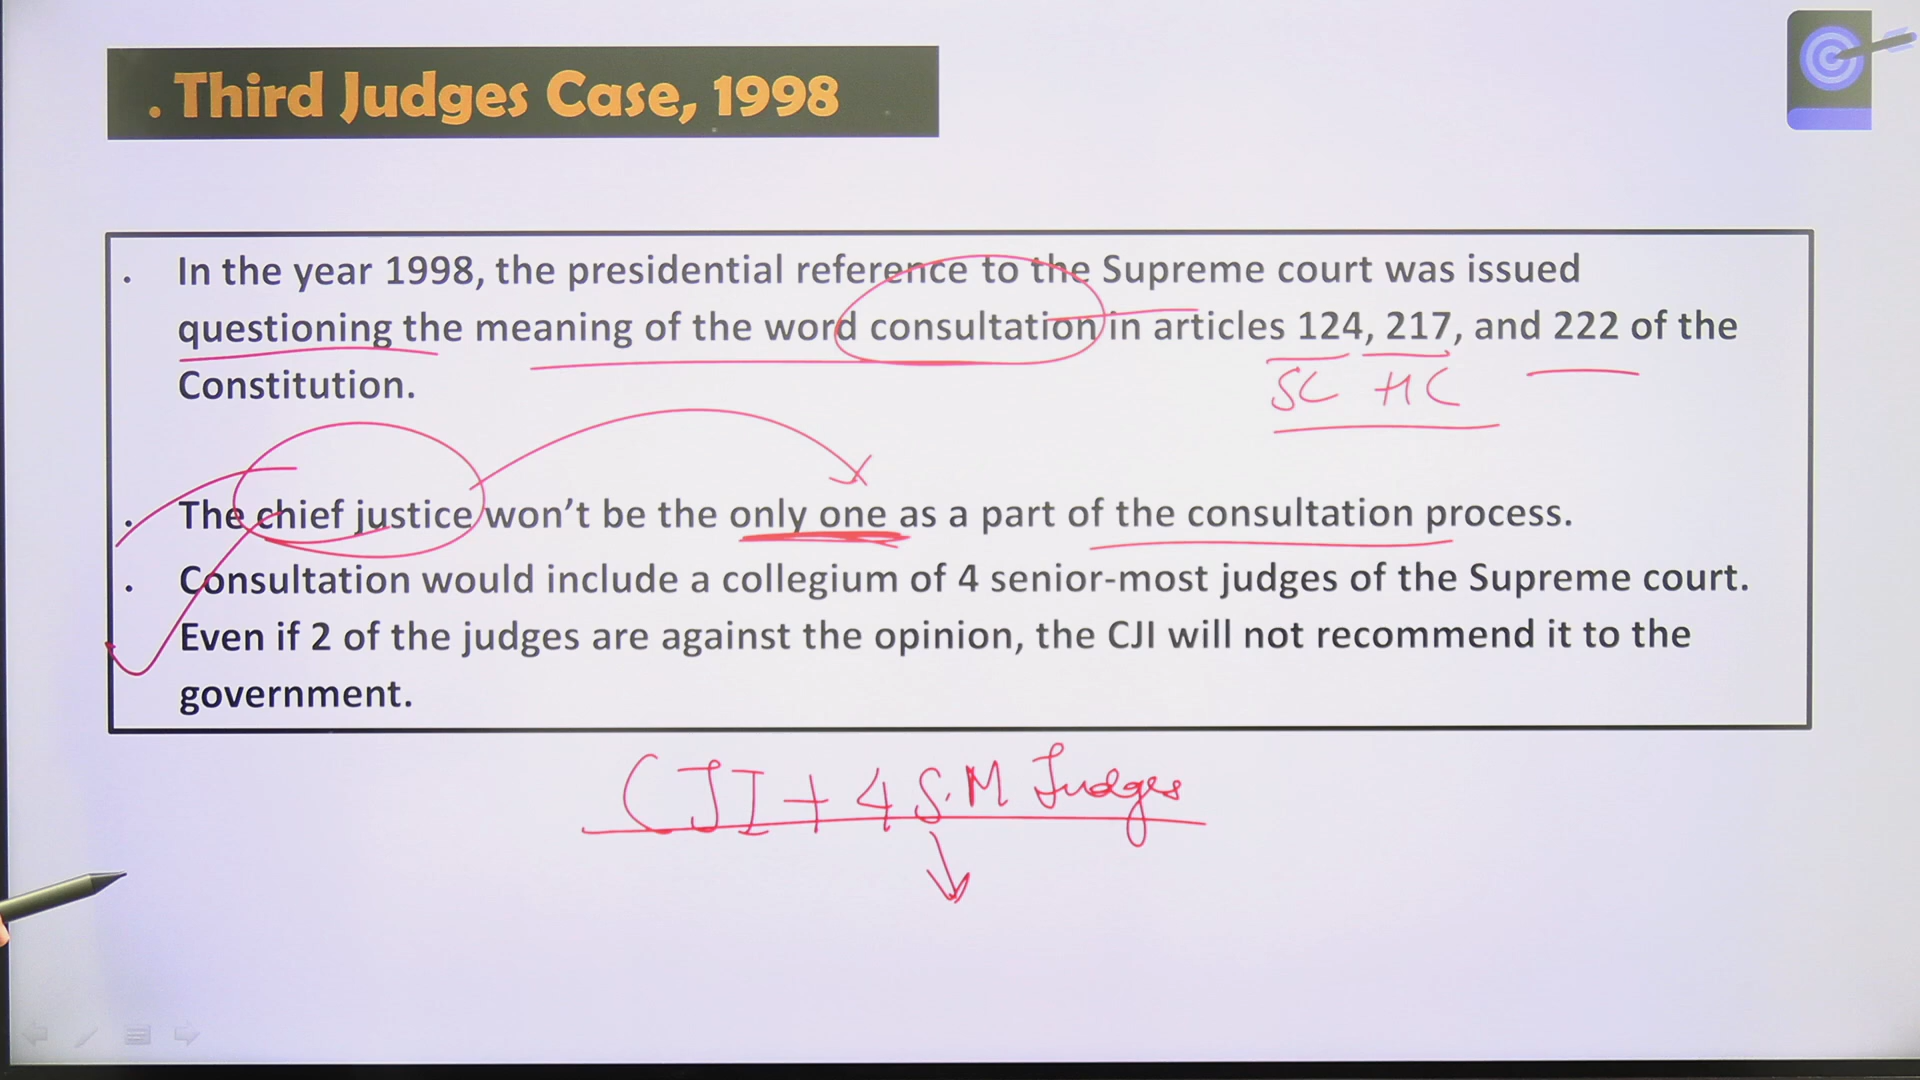 . Third Judges Case, 1998
. In the year 1998, the presidential reference to the Supreme court was issued
questioning the meaning of the word consultation in articles 124, 217, and 222 of the
Constitution.
SC HC
. The chief justice won’t be the only one as a part of the consultation process.
. Consultation would include a collegium of 4 senior-most judges of the Supreme court.
Even if 2 of the judges are against the opinion, the CJI will not recommend it to the
government.
CJI + 4 S.M Judges